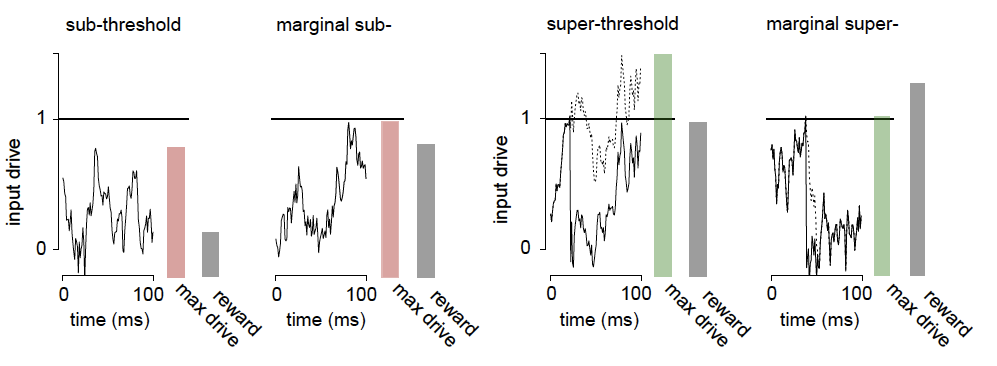 sub-threshold
marginal sub-
super-threshold
marginal super-
input drive
1
0
0
100
time (ms)
max drive
reward
0
100
time (ms)
max drive
reward
input drive
1
0
0
100
time (ms)
max drive
reward
0
100
time (ms)
max drive
reward